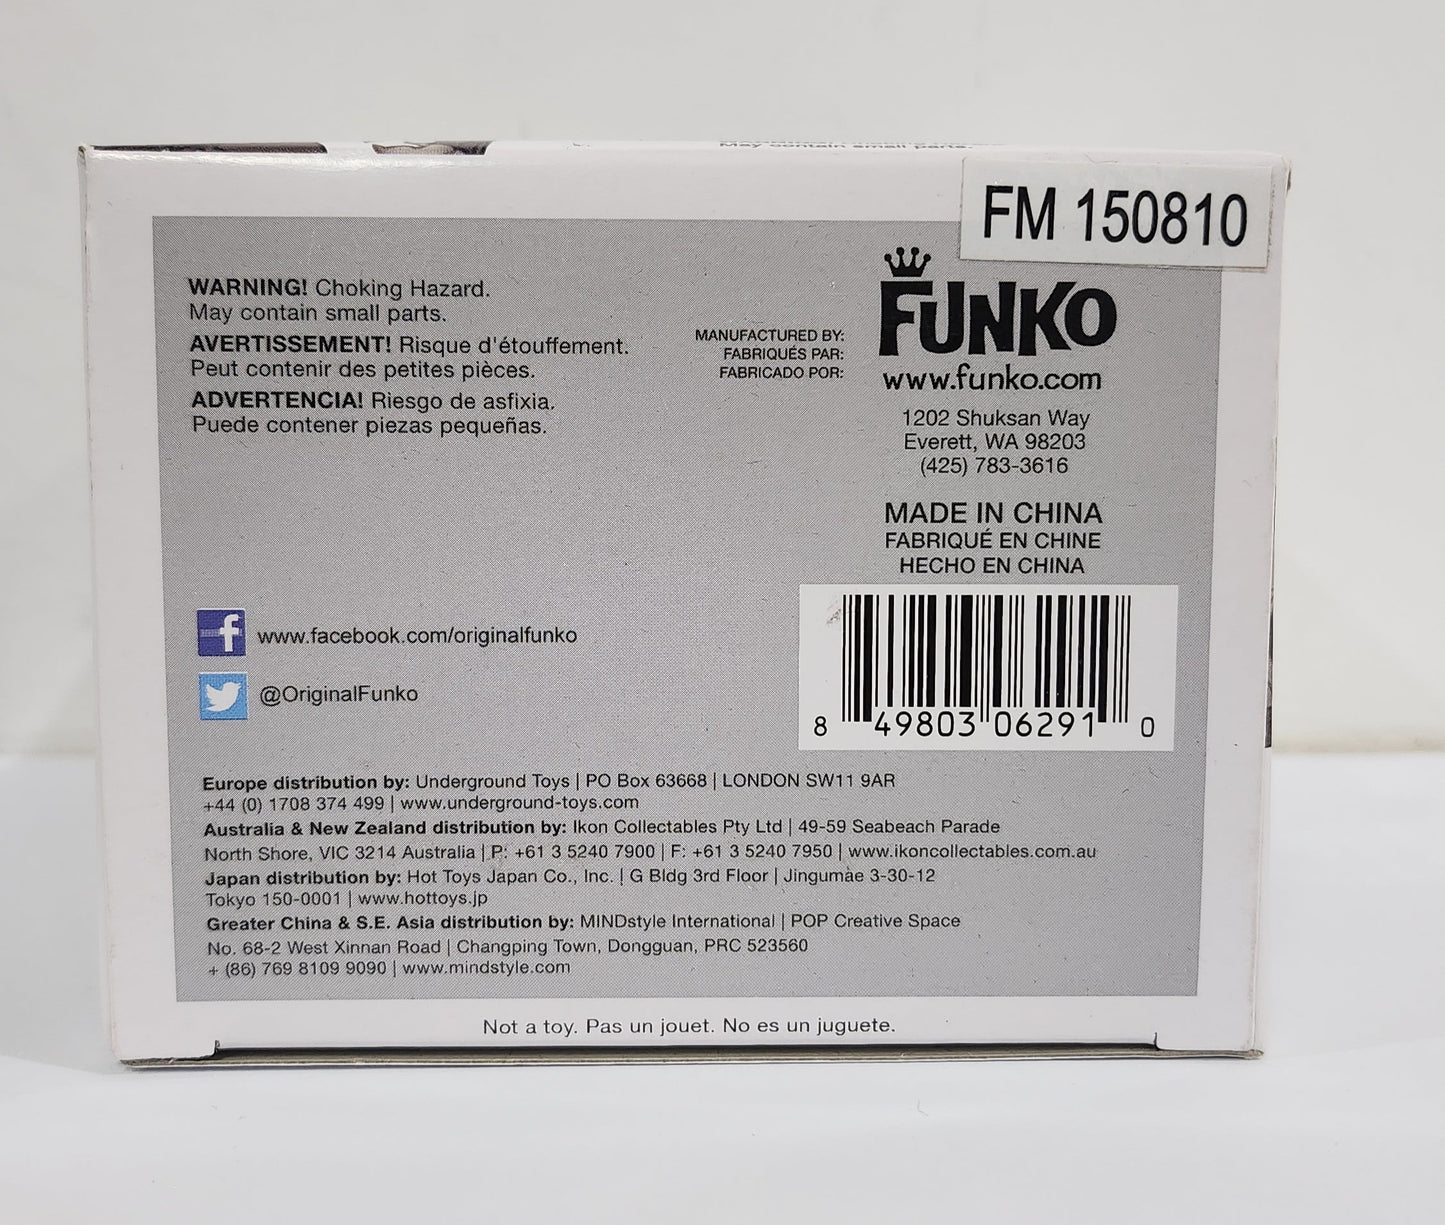 May contain small parts.
FM 150810
WARNING! Choking Hazard.
May contain small parts.
AVERTISSEMENT! Risque d'étouffement.
Peut contenir des petites pièces.
ADVERTENCIA! Riesgo de asfixia.
Puede contener piezas pequeñas.
MANUFACTURED BY:
FABRIQUÉS PAR:
FABRICADO POR:
FUNKO
www.funko.com
1202 Shuksan Way
Everett, WA 98203
(425) 783-3616
MADE IN CHINA
FABRIQUÉ EN CHINE
HECHO EN CHINA
f www.facebook.com/originalfunko
@OriginalFunko
8 49803 06291 0
Europe distribution by: Underground Toys | PO Box 63668 | LONDON SW11 9AR
+44 (0) 1708 374 499 | www.underground-toys.com
Australia & New Zealand distribution by: Ikon Collectables Pty Ltd | 49-59 Seabeach Parade
North Shore, VIC 3214 Australia | P: +61 3 5240 7900 | F: +61 3 5240 7950 | www.ikoncollectables.com.au
Japan distribution by: Hot Toys Japan Co., Inc. | G Bldg 3rd Floor | Jingumae 3-30-12
Tokyo 150-0001 | www.hottoys.jp
Greater China & S.E. Asia distribution by: MINDstyle International | POP Creative Space
No. 68-2 West Xinnan Road | Changping Town, Dongguan, PRC 523560
+ (86) 769 8109 9090 | www.mindstyle.com
Not a toy. Pas un jouet. No es un juguete.